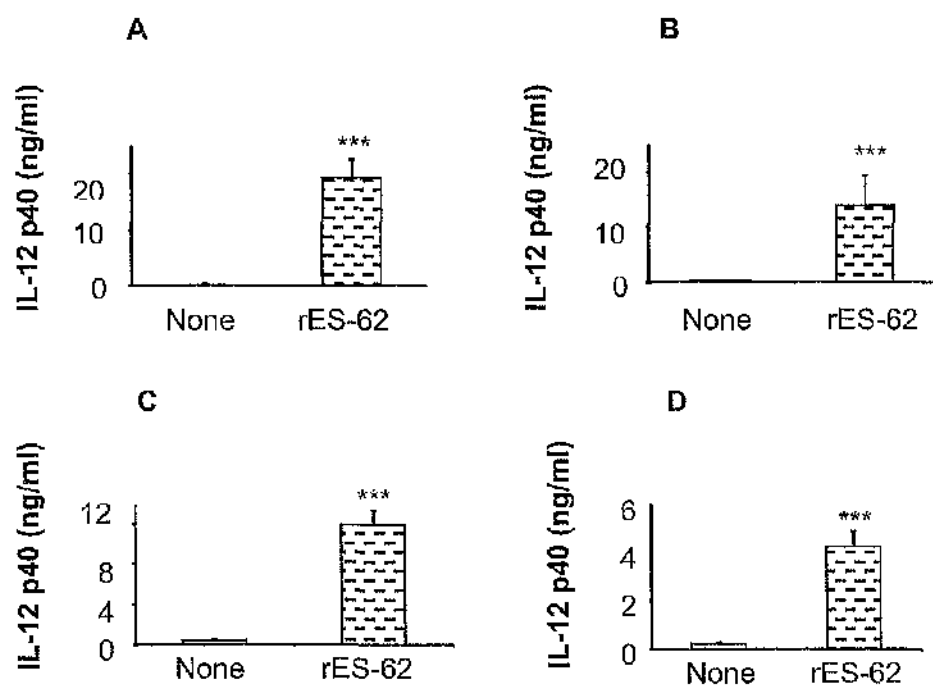 A
IL-12 p40 (ng/ml)
20
10
0
***
None rES-62
B
IL-12 p40 (ng/ml)
20
10
0
***
None rES-62
C
IL-12 p40 (ng/ml)
12
8
4
0
***
None rES-62
D
IL-12 p40 (ng/ml)
6
4
2
0
***
None rES-62